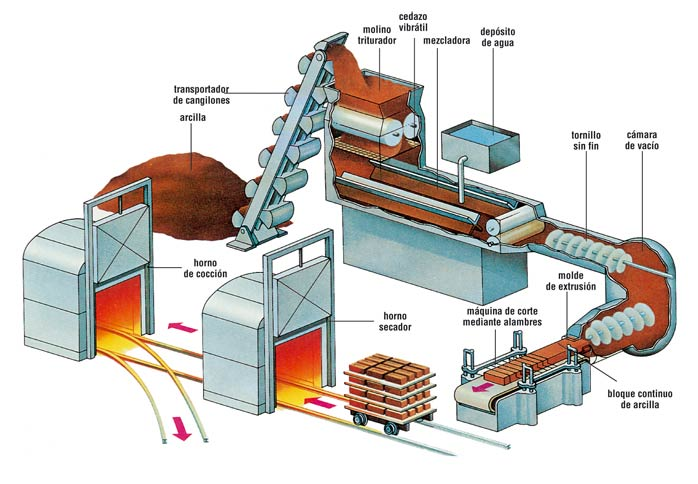 cedazo
vibrátil
molino
triturador
mezcladora
depósito
de agua
transportador
de cangilones
arcilla
tornillo
sin fin
cámara
de vacío
horno
de cocción
molde
de extrusión
máquina de corte
mediante alambres
horno
secador
bloque continuo
de arcilla